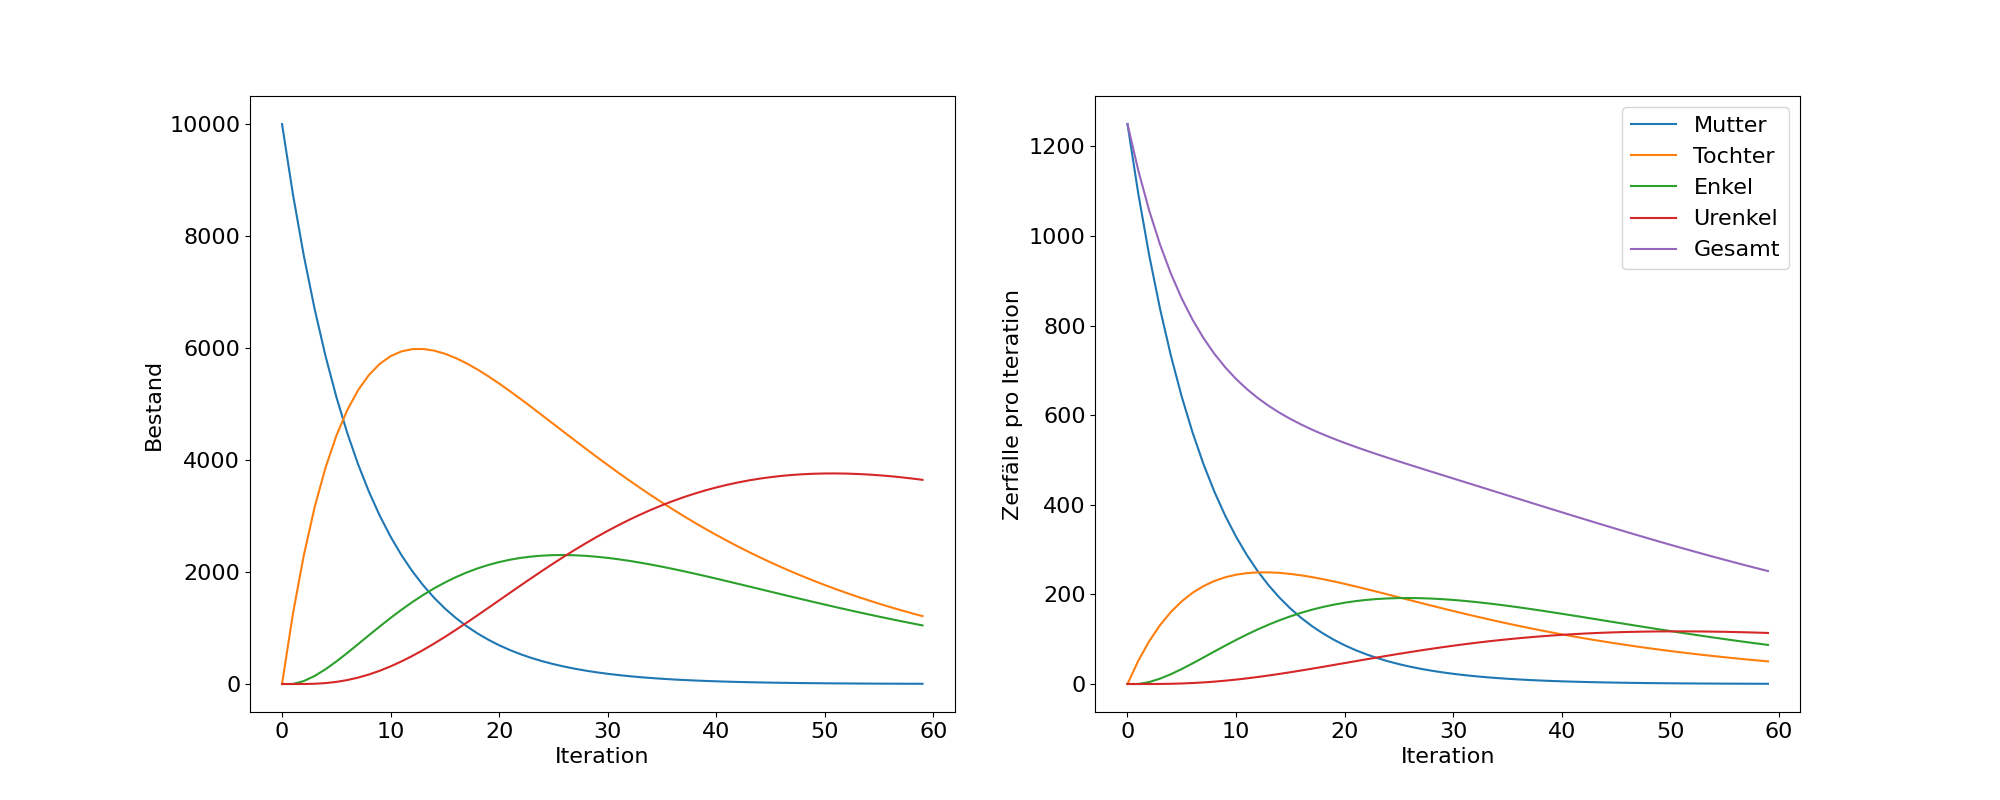 10000
8000
6000
4000
2000
0
Bestand
0 10 20 30 40 50 60
Iteration
1200
1000
800
600
400
200
0
Zerfälle pro Iteration
0 10 20 30 40 50 60
Iteration
Mutter
Tochter
Enkel
Urenkel
Gesamt